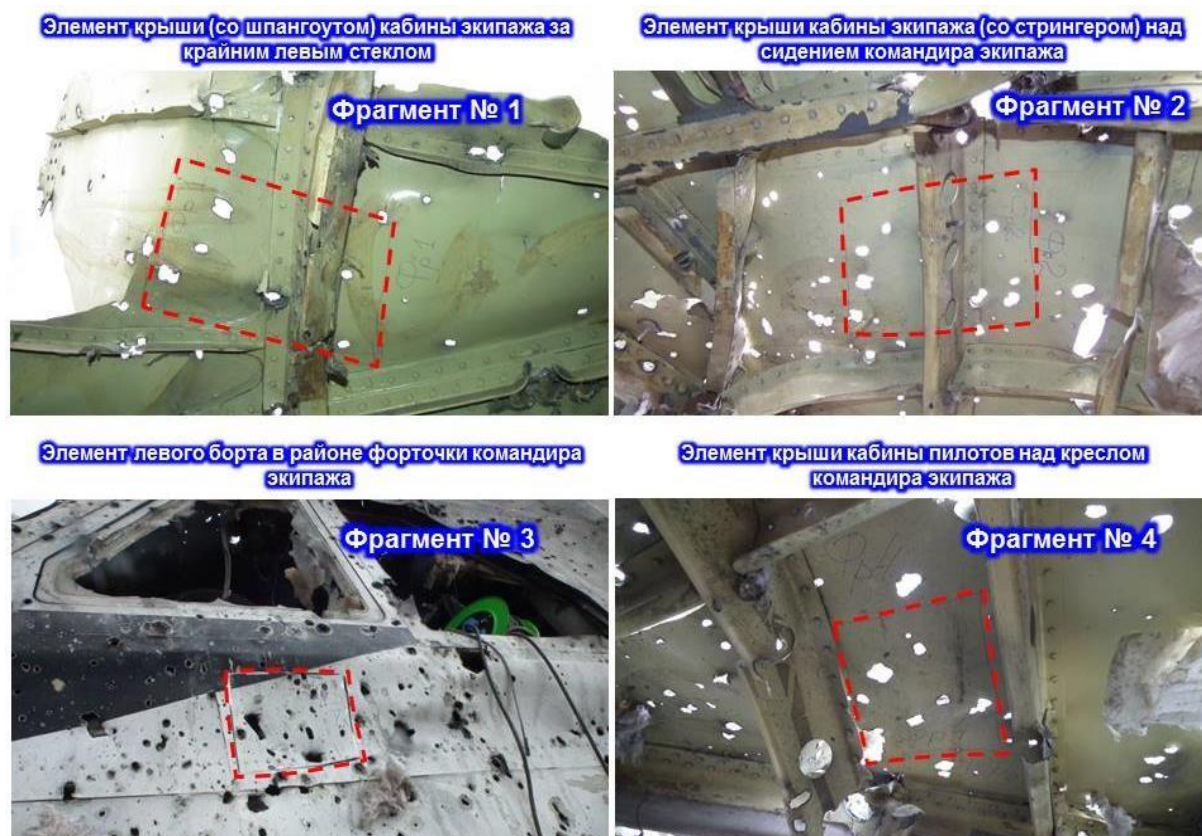 Элемент крыши (со шпангоутом) кабины экипажа за
крайним левым стеклом
Фрагмент № 1
Элемент крыши кабины экипажа (со стрингером) над
сидением командира экипажа
Фрагмент № 2
Элемент левого борта в районе форточки командира
экипажа
Фрагмент № 3
Элемент крыши кабины пилотов над креслом
командира экипажа
Фрагмент № 4